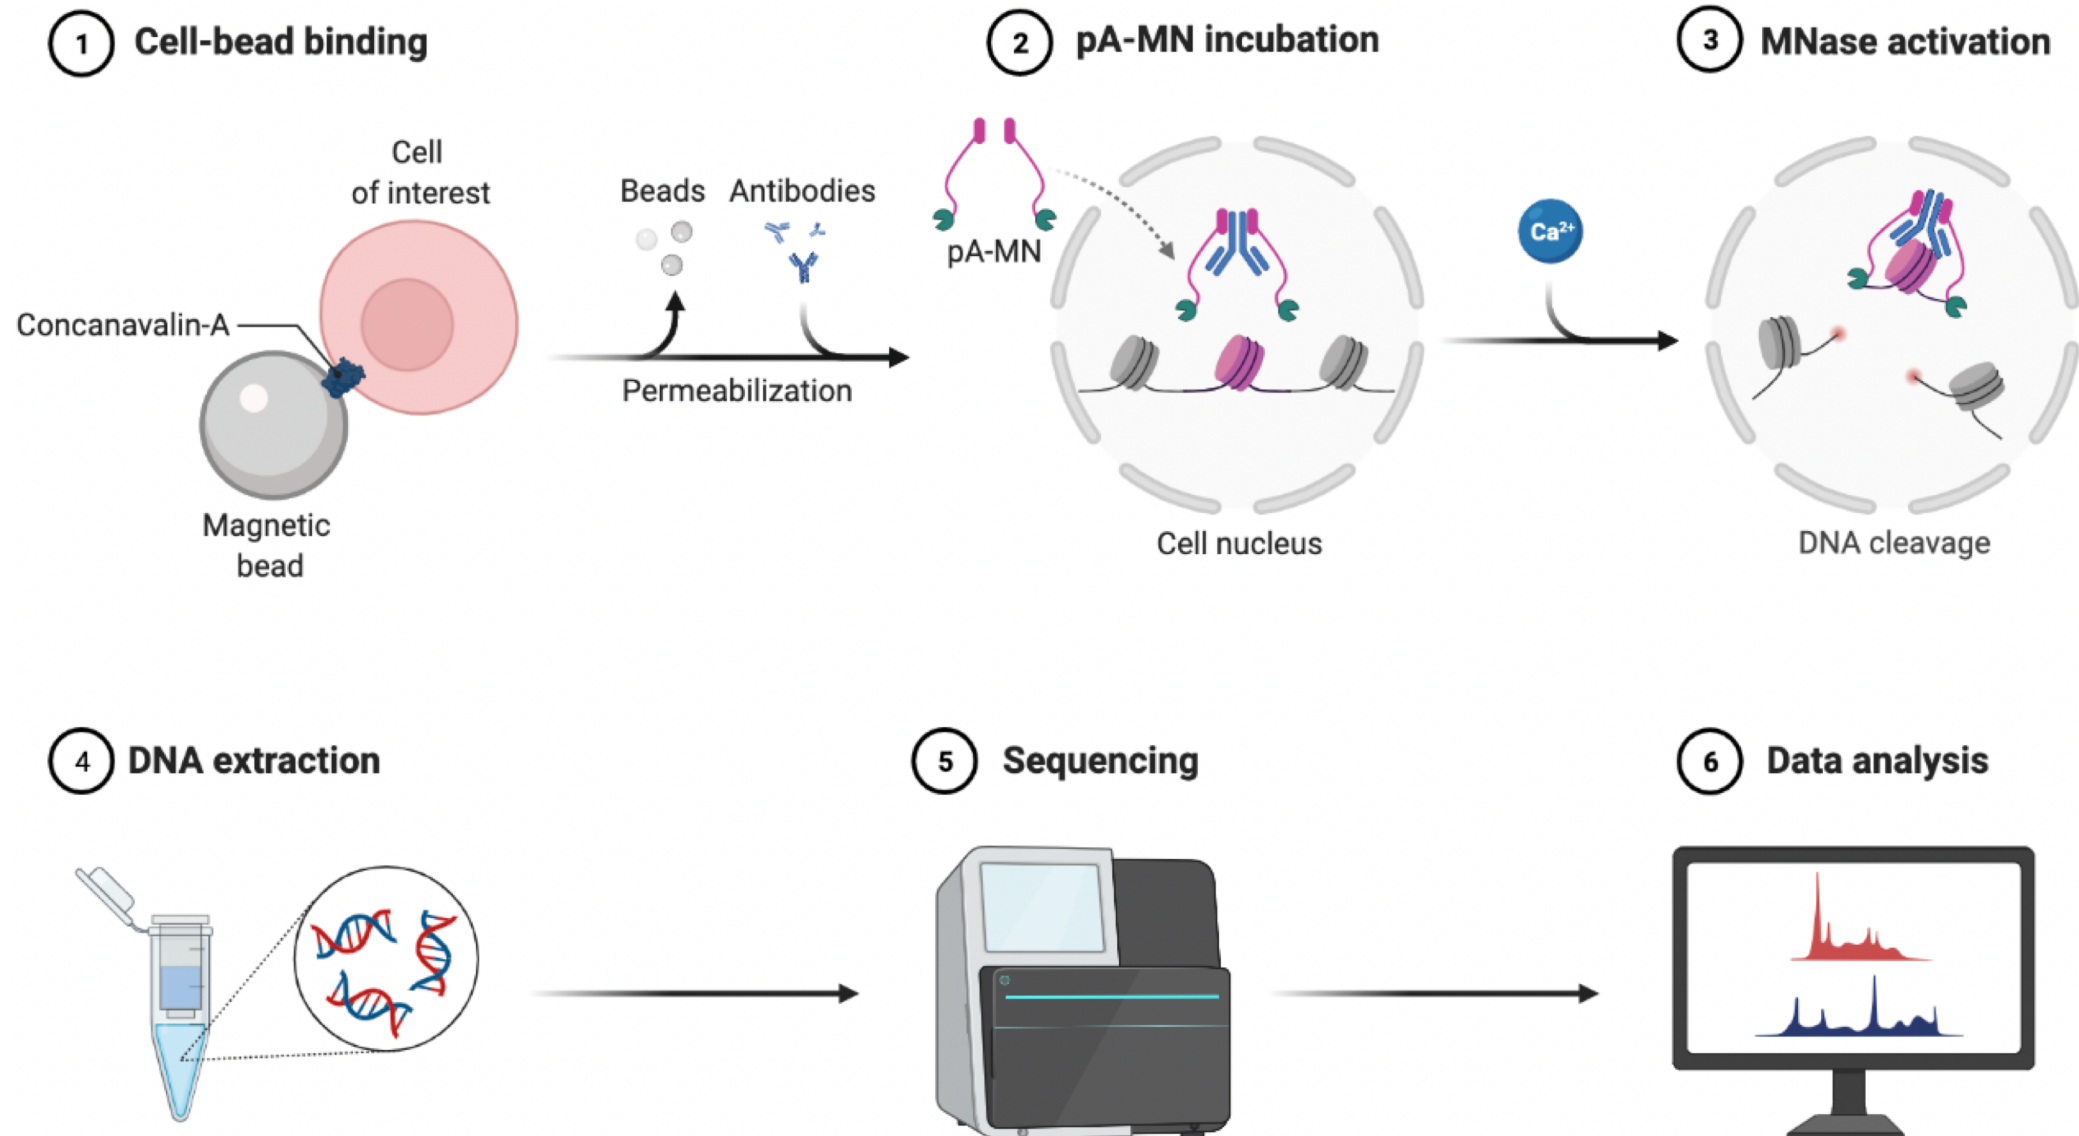 1 Cell-bead binding
Cell
of interest
Concanavalin-A
Magnetic
bead
Beads
Antibodies
Permeabilization
2 pA-MN incubation
pA-MN
Cell nucleus
Ca²⁺
3 MNase activation
DNA cleavage
4 DNA extraction
5 Sequencing
6 Data analysis